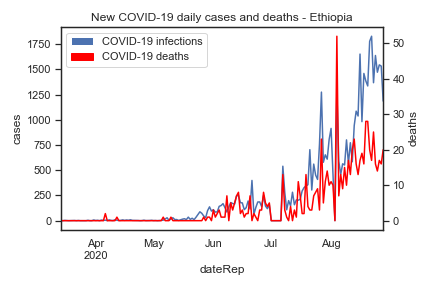 New COVID-19 daily cases and deaths - Ethiopia
COVID-19 infections
COVID-19 deaths
1750
1500
1250
1000
750
500
250
0
cases
50
40
30
20
10
0
deaths
Apr
2020
May
Jun
Jul
Aug
dateRep